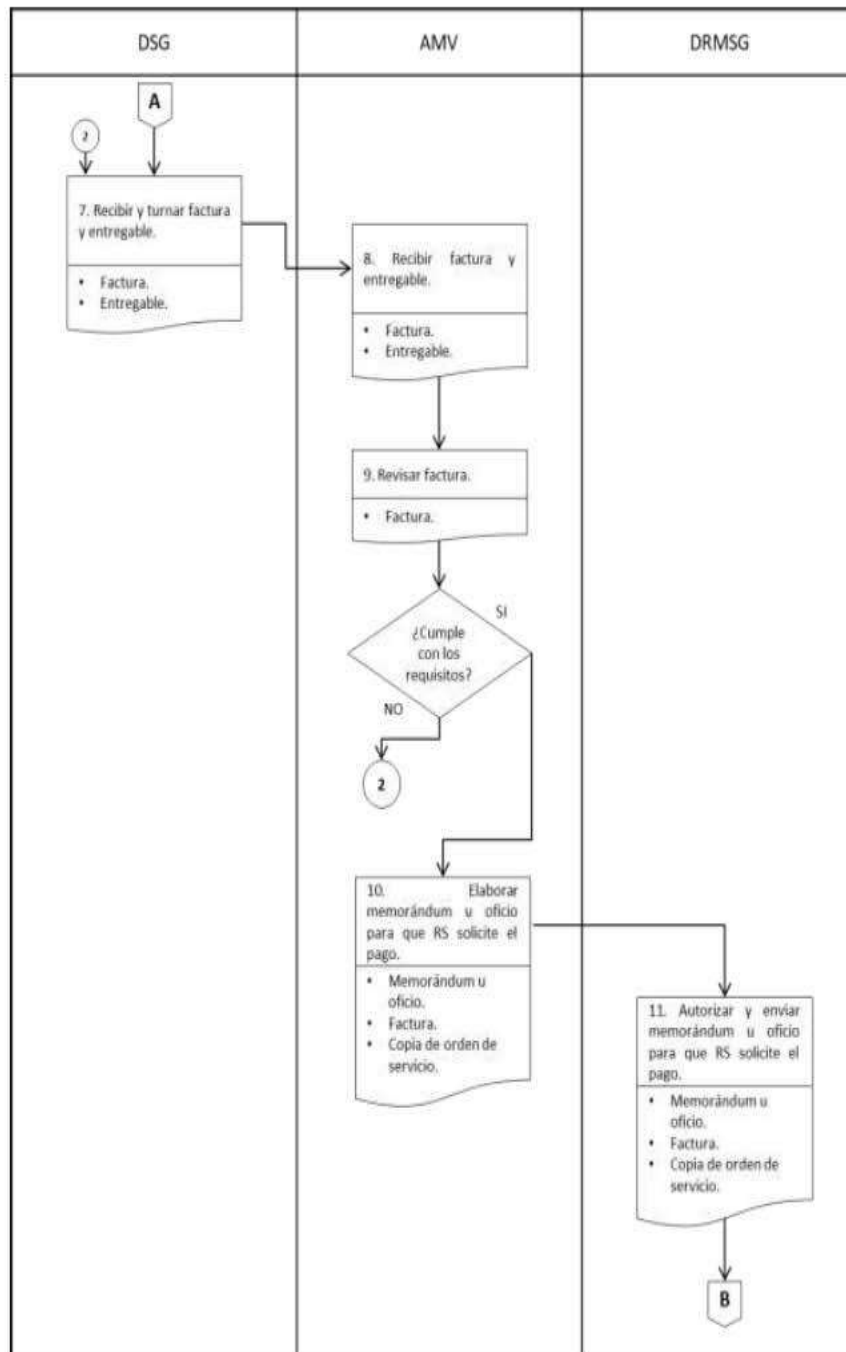 DSG
AMV
DRMSG
A
2
7. Recibir y turnar factura
y entregable.
• Factura.
• Entregable.
8. Recibir factura y
entregable.
• Factura.
• Entregable.
9. Revisar factura.
• Factura.
¿Cumple
con los
requisitos?
SI
NO
2
10. Elaborar
memorándum u oficio
para que RS solicite el
pago.
• Memorándum u
oficio.
• Factura.
• Copia de orden de
servicio.
11. Autorizar y enviar
memorándum u oficio
para que RS solicite el
pago.
• Memorándum u
oficio.
• Factura.
• Copia de orden de
servicio.
B